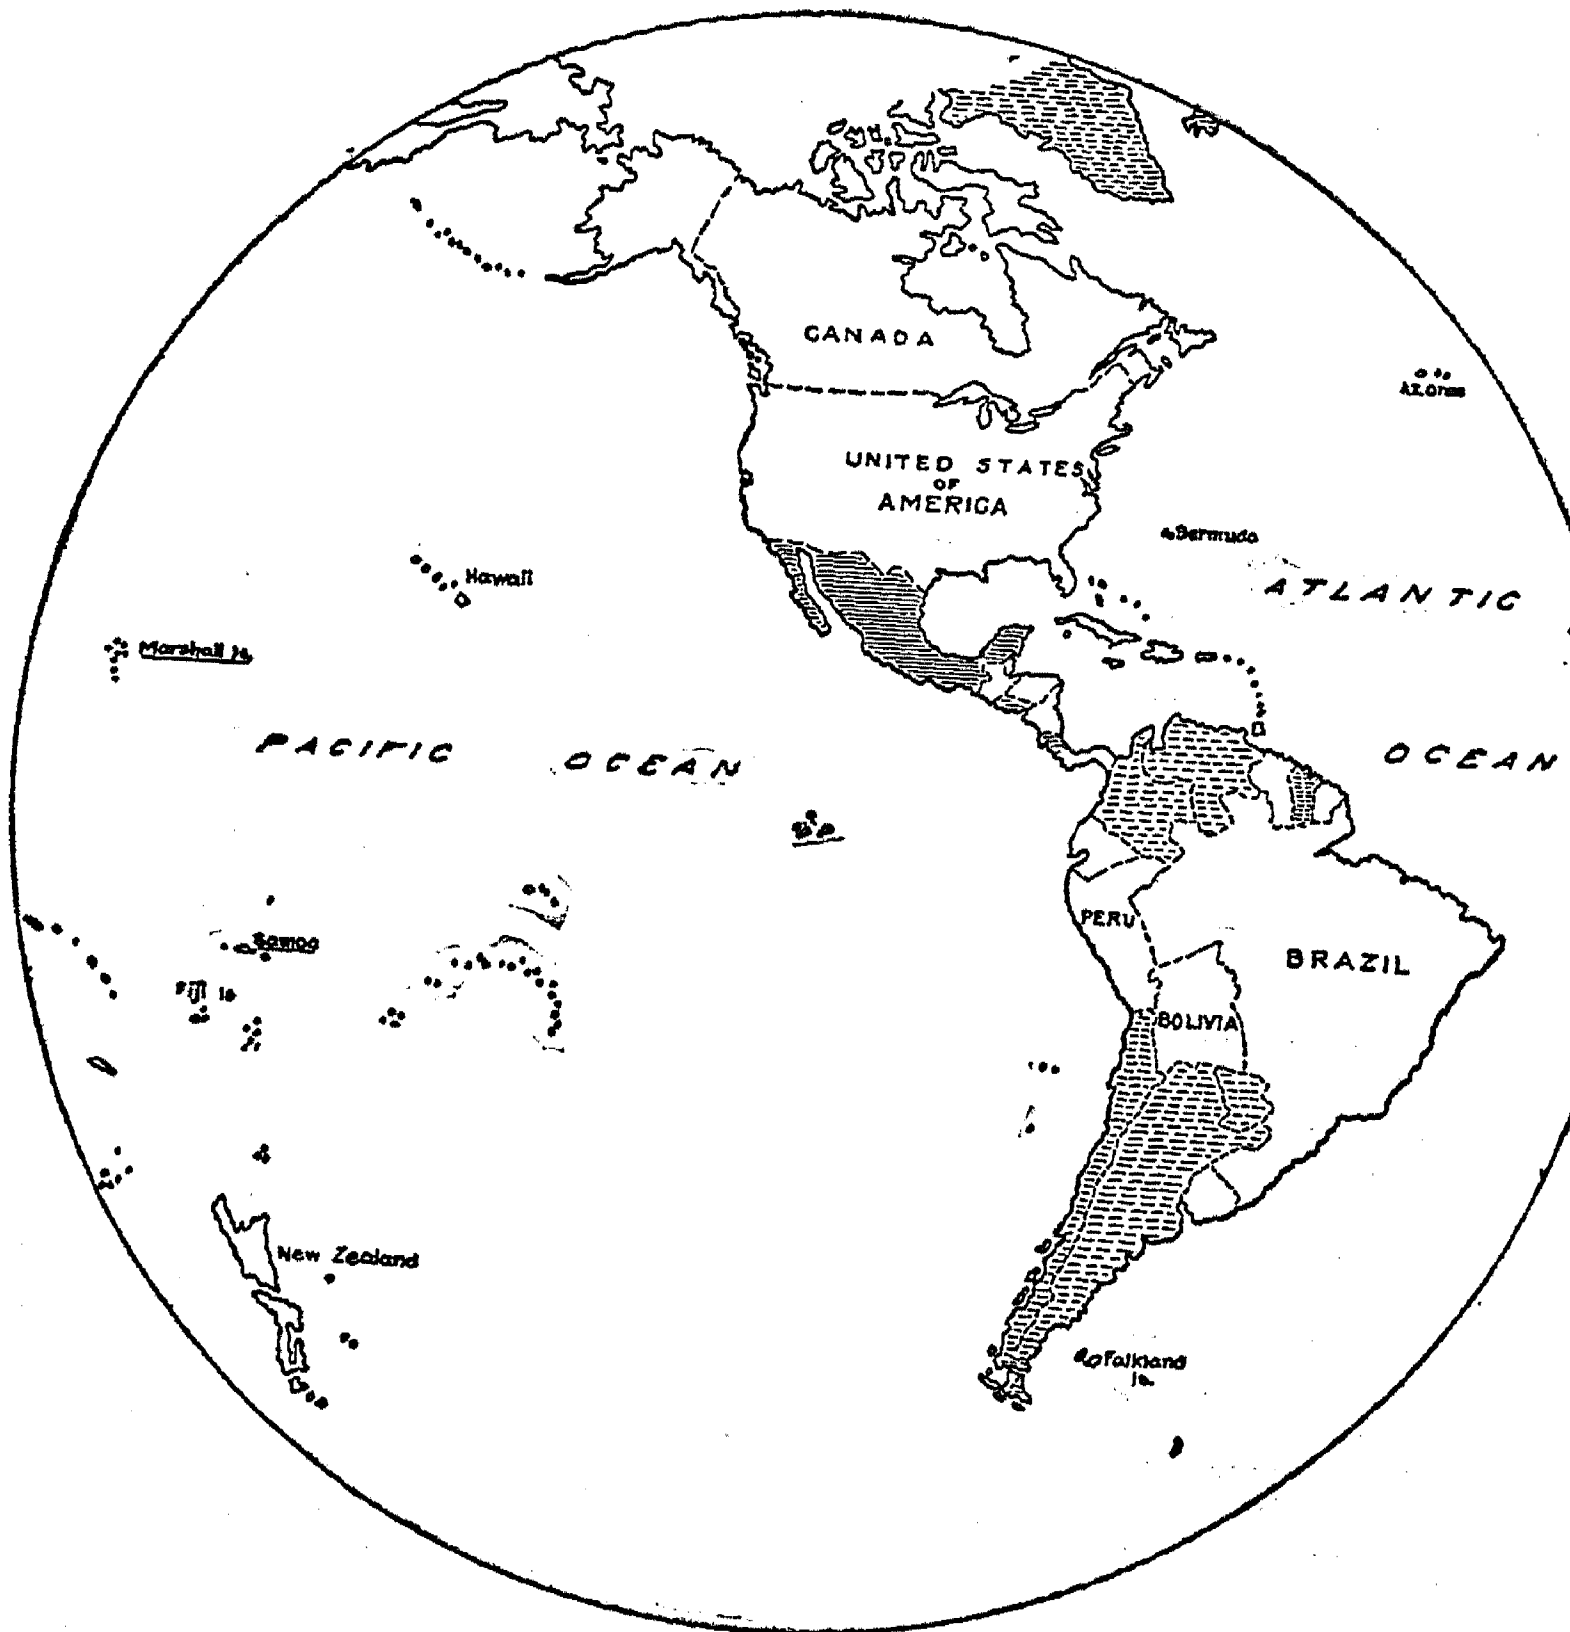 CANADA
Azores
UNITED STATES
OF
AMERICA
Bermuda
ATLANTIC
Hawaii
Marshall Is.
PACIFIC OCEAN
OCEAN
PERU
Samoa
BRAZIL
Fiji Is
BOLIVIA
New Zealand
Falkland
Is.